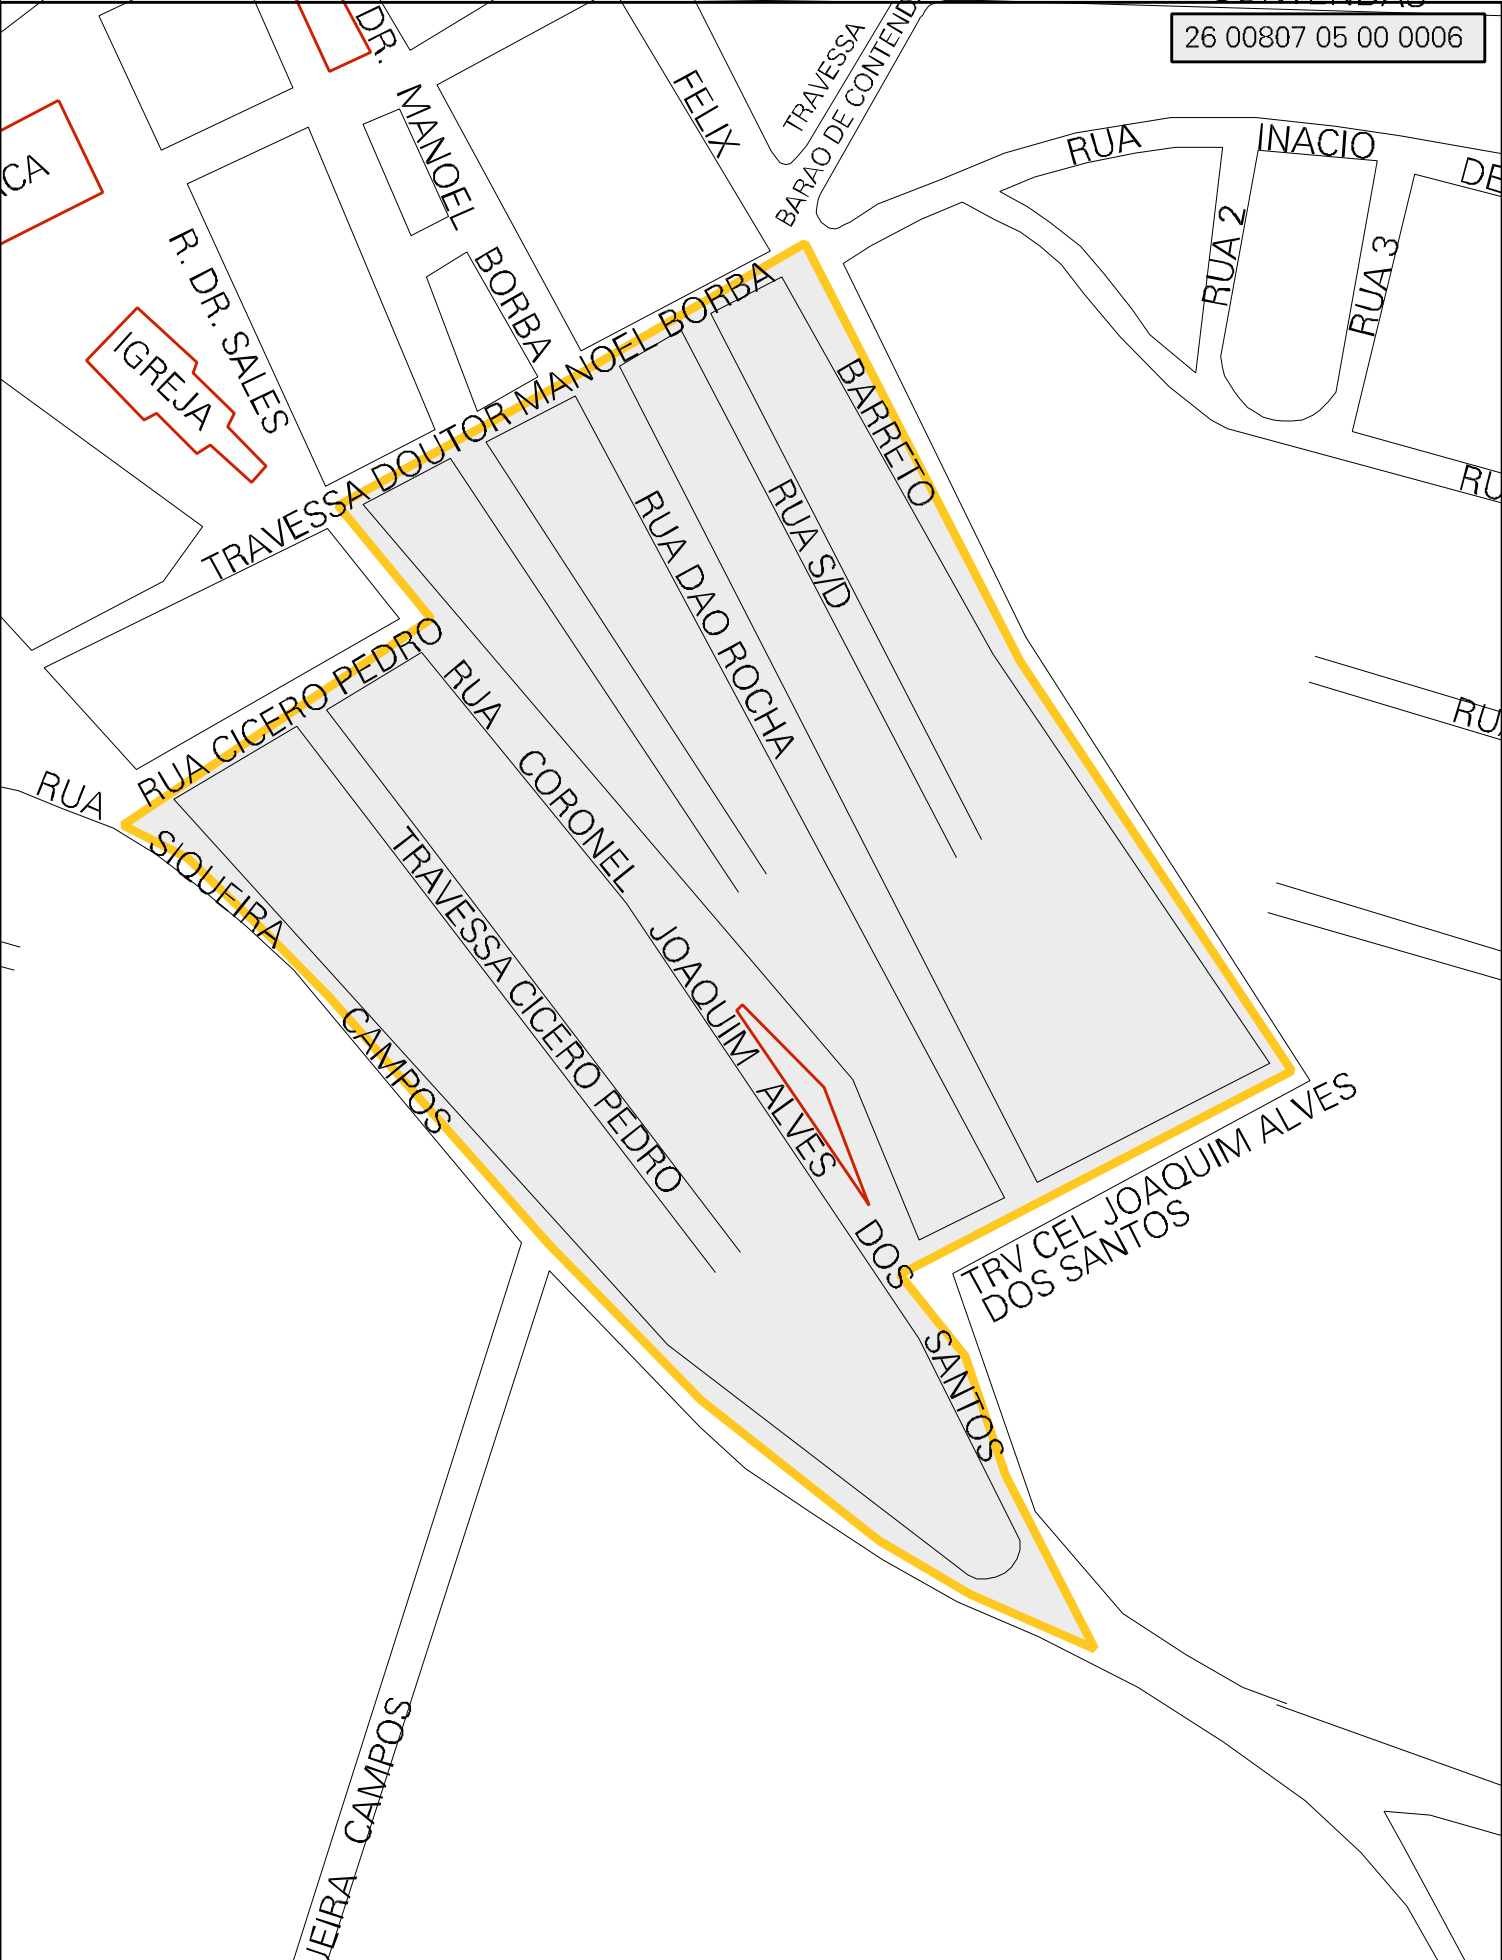 26 00807 05 00 0006
DR. MANOEL BORBA
FELIX BARRETO
TRAVESSA
BARAO DE CONTEND
RUA INACIO DE
RUA 2
RUA 3
R. DR. SALES
IGREJA
TRAVESSA DOUTOR MANOEL BORBA
RUA S/D
RUA DAO ROCHA
RUA CICERO PEDRO
RUA CORONEL JOAQUIM ALVES DOS SANTOS
RUA SIQUEIRA CAMPOS
TRAVESSA CICERO PEDRO
TRV CEL JOAQUIM ALVES
DOS SANTOS
EIRA CAMPOS